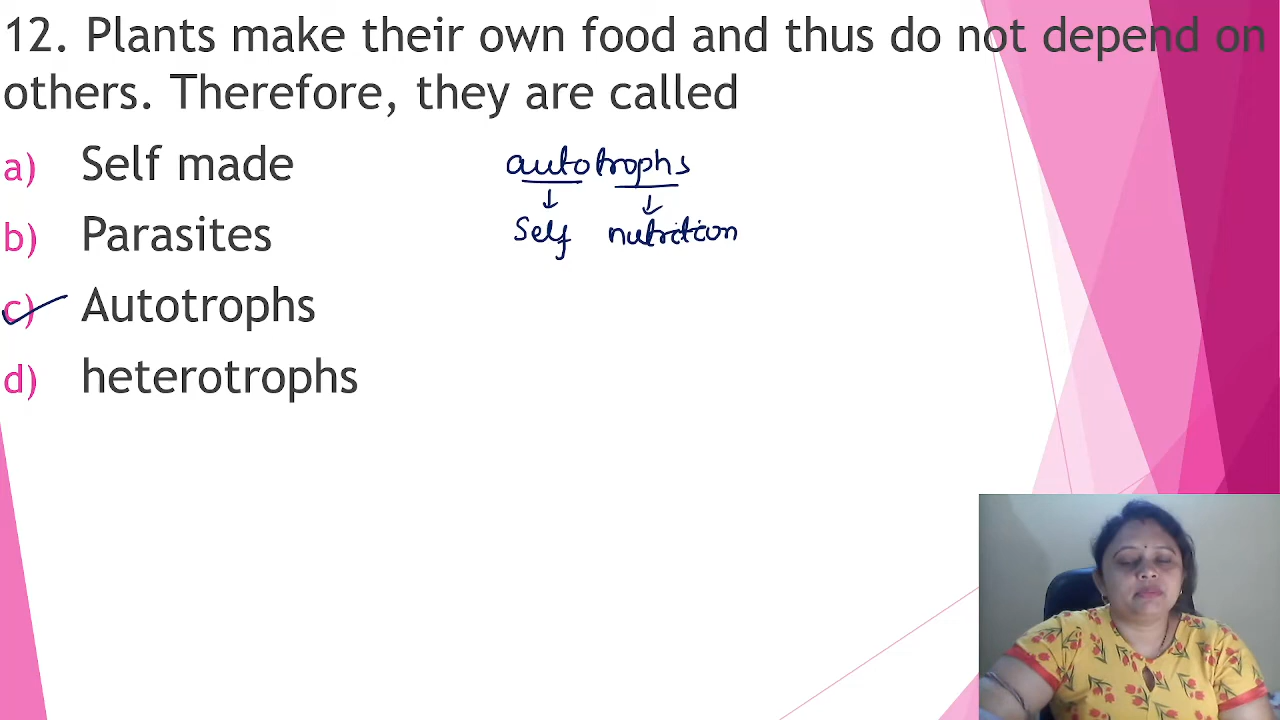 12. Plants make their own food and thus do not depend on
others. Therefore, they are called
a) Self made
b) Parasites
c) Autotrophs
d) heterotrophs
autotrophs
Self nutrition